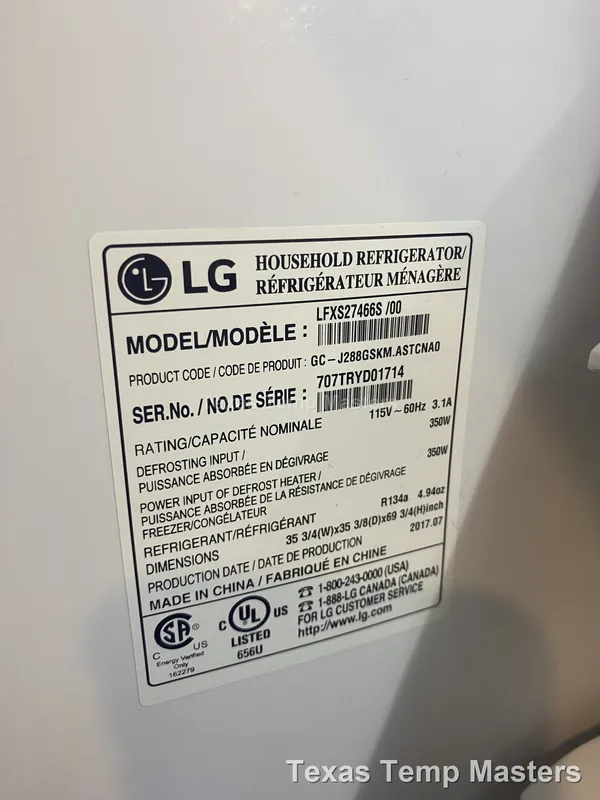 LG HOUSEHOLD REFRIGERATOR/
RÉFRIGÉRATEUR MÉNAGÈRE
MODEL/MODÈLE : LFXS27466S /00
PRODUCT CODE / CODE DE PRODUIT : GC-J288GSKM.ASTCNA0
SER.No. / NO.DE SÉRIE : 707TRYD01714
RATING/CAPACITÉ NOMINALE 115V~60Hz 3.1A
DEFROSTING INPUT / 350W
PUISSANCE ABSORBÉE EN DÉGIVRAGE
POWER INPUT OF DEFROST HEATER / 350W
PUISSANCE ABSORBÉE DE LA RÉSISTANCE DE DÉGIVRAGE
FREEZER/CONGÉLATEUR
REFRIGERANT/RÉFRIGÉRANT R134a 4.94oz
DIMENSIONS 35 3/4(W)x35 3/8(D)x69 3/4(H)inch
PRODUCTION DATE / DATE DE PRODUCTION 2017.07
MADE IN CHINA / FABRIQUÉ EN CHINE
1-800-243-0000 (USA)
1-888-LG CANADA (CANADA)
FOR LG CUSTOMER SERVICE
http://www.lg.com
SA
C US
Energy Verified
Only
162279
C UL US
LISTED
656U
Texas Temp Masters